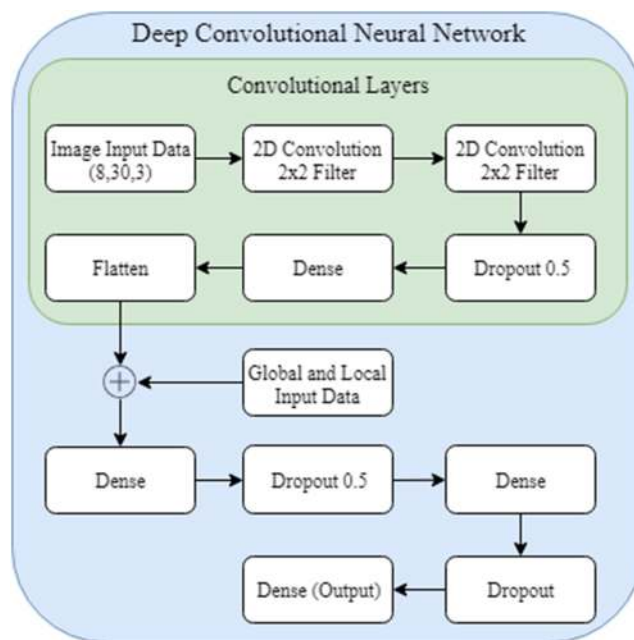 Deep Convolutional Neural Network
Convolutional Layers
Image Input Data
(8,30,3)
2D Convolution
2x2 Filter
2D Convolution
2x2 Filter
Flatten
Dense
Dropout 0.5
Global and Local
Input Data
Dense
Dropout 0.5
Dense
Dense (Output)
Dropout